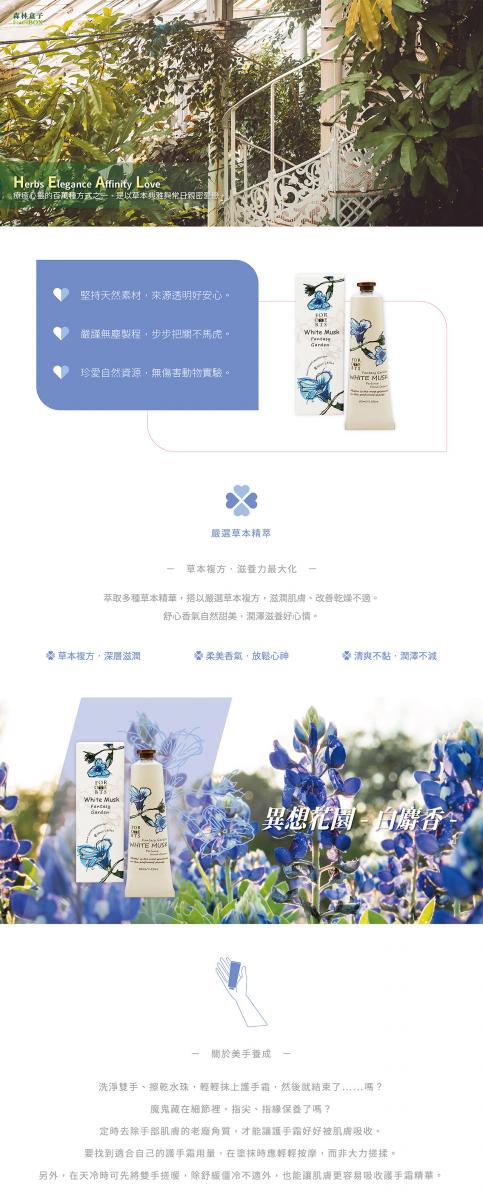 森林盒子
ForestBOX
Herbs Elegance Affinity Love
療癒心靈的百萬種方式之一，是以草本典雅與常日親密戀愛。
堅持天然素材，來源透明好安心。
嚴謹無塵製程，步步把關不馬虎。
珍愛自然資源，無傷害動物實驗。
FOR
RTS
White Musk
Fantasy
Garden
FOR
RTS
Fantasy Garden
WHITE MUSK
Perfume
Hand Cream
嚴選草本精萃
－ 草本複方．滋養力最大化 －
萃取多種草本精華，搭以嚴選草本複方，滋潤肌膚、改善乾燥不適。
舒心香氣自然甜美，潤澤滋養好心情。
草本複方．深層滋潤
柔美香氣．放鬆心神
清爽不黏．潤澤不減
FOR
RTS
White Musk
Fantasy
Garden
RTS
Fantasy Garden
WHITE MUSK
異想花園 - 白麝香 -
－ 關於美手養成 －
洗淨雙手、擦乾水珠，輕輕抹上護手霜，然後就結束了......嗎？
魔鬼藏在細節裡，指尖、指緣保養了嗎？
定時去除手部肌膚的老廢角質，才能讓護手霜好好被肌膚吸收。
要找到適合自己的護手霜用量，在塗抹時應輕輕按摩，而非大力搓揉。
另外，在天冷時可先將雙手搓暖，除舒緩僵冷不適外，也能讓肌膚更容易吸收護手霜精華。